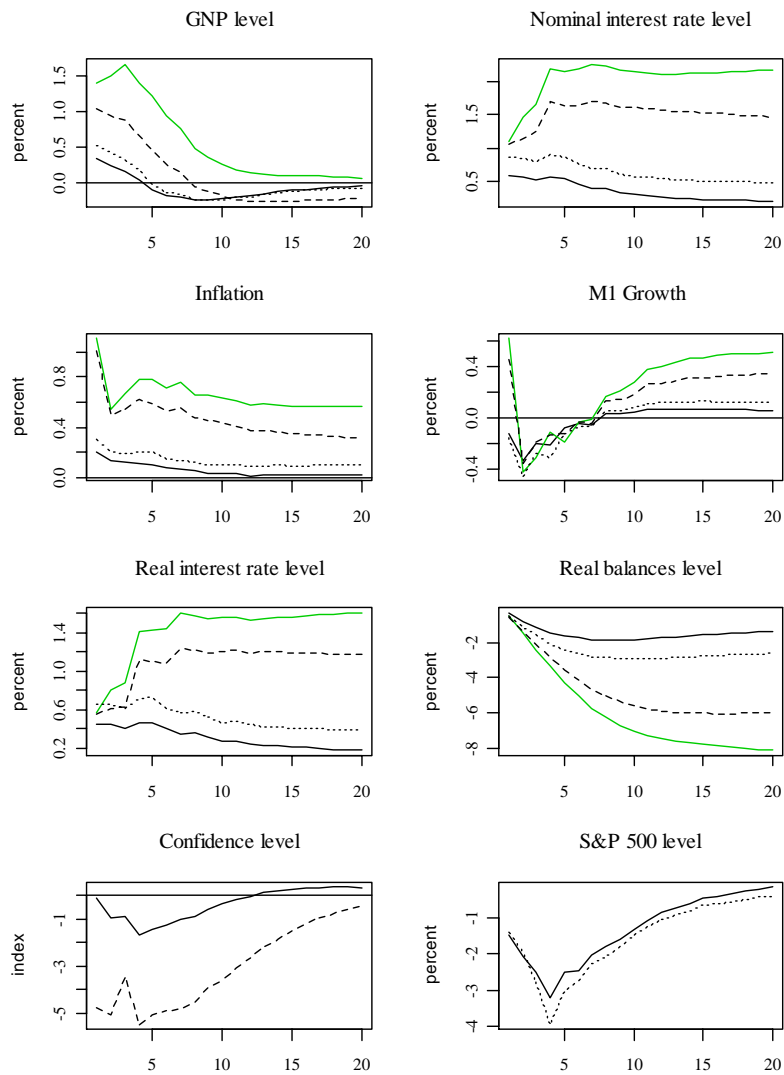 GNP level
percent
0.0 0.5 1.0 1.5
5 10 15 20
Nominal interest rate level
percent
0.5 1.5
5 10 15 20
Inflation
percent
0.0 0.4 0.8
5 10 15 20
M1 Growth
percent
-0.4 0.0 0.4
5 10 15 20
Real interest rate level
percent
0.2 0.6 1.0 1.4
5 10 15 20
Real balances level
percent
-8 -6 -4 -2
5 10 15 20
Confidence level
index
-5 -3 -1
5 10 15 20
S&P 500 level
percent
-4 -3 -2 -1
5 10 15 20